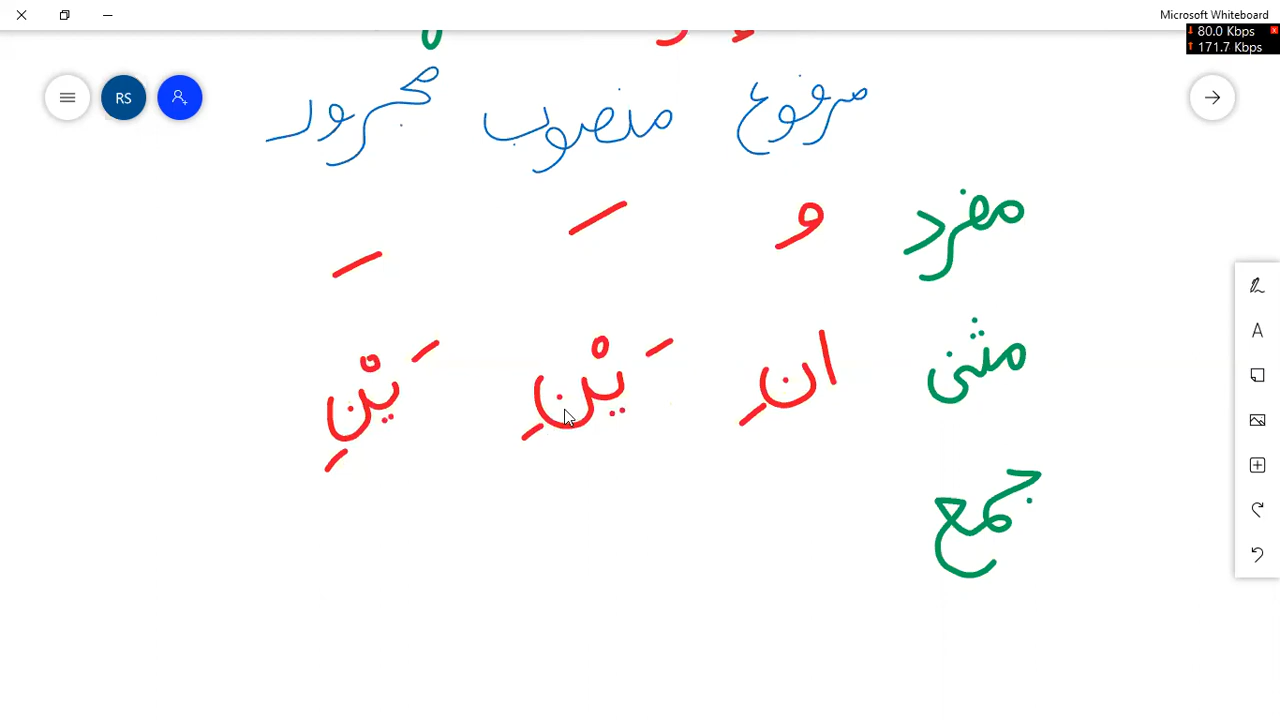 Microsoft Whiteboard
80.0 Kbps
171.7 Kbps
RS
مرفوع منصوب مجرور
مفرد ُ َ ِ
مثنى انِ َيْنِ َيْنِ
جمع
A